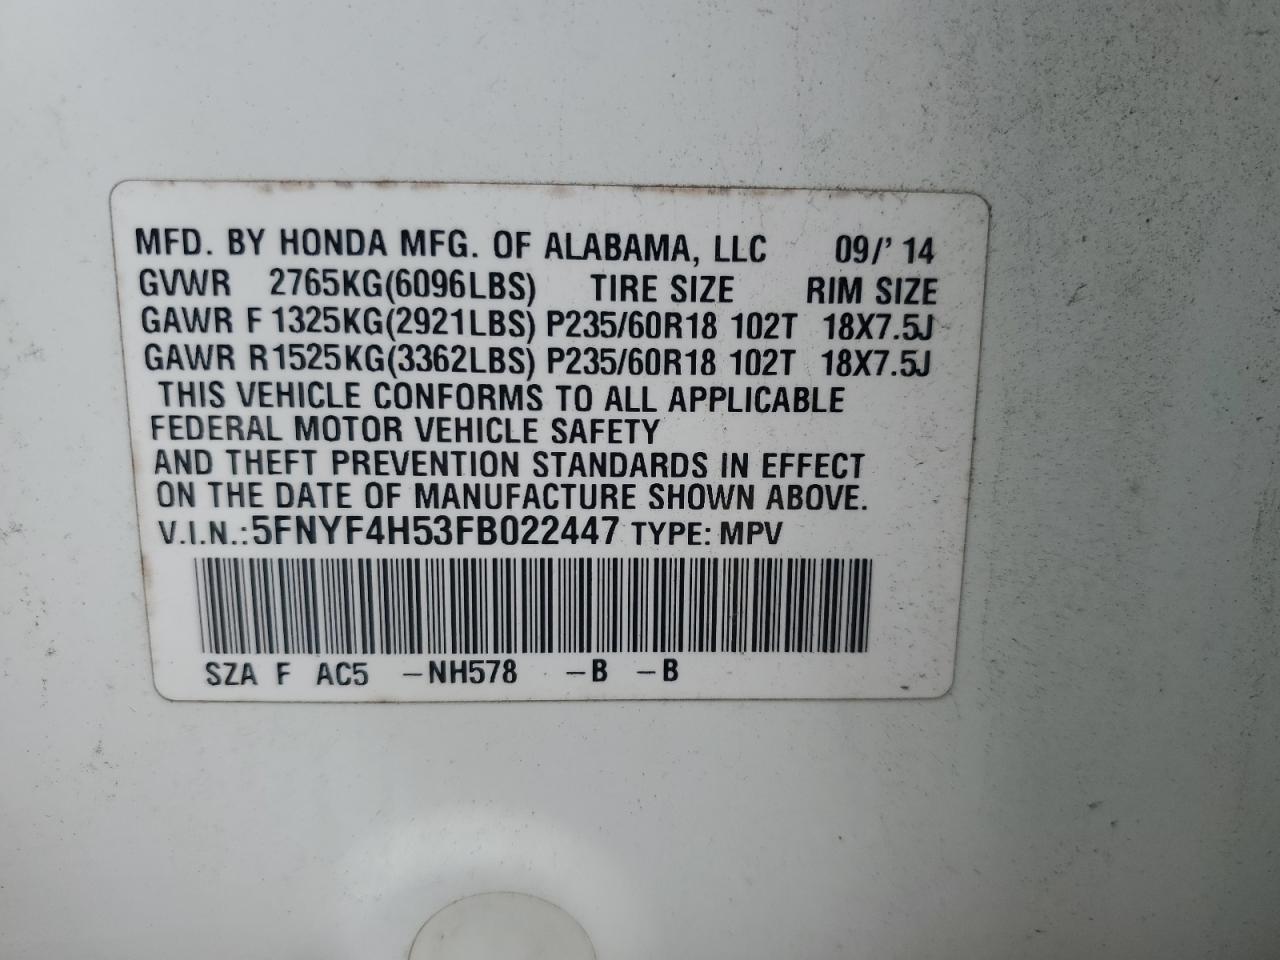 MFD. BY HONDA MFG. OF ALABAMA, LLC 09/' 14
GVWR 2765KG(6096LBS) TIRE SIZE RIM SIZE
GAWR F 1325KG(2921LBS) P235/60R18 102T 18X7.5J
GAWR R1525KG(3362LBS) P235/60R18 102T 18X7.5J
THIS VEHICLE CONFORMS TO ALL APPLICABLE
FEDERAL MOTOR VEHICLE SAFETY
AND THEFT PREVENTION STANDARDS IN EFFECT
ON THE DATE OF MANUFACTURE SHOWN ABOVE.
V.I.N.: 5FNYF4H53FB022447 TYPE: MPV
SZA F AC5 –NH578 –B –B